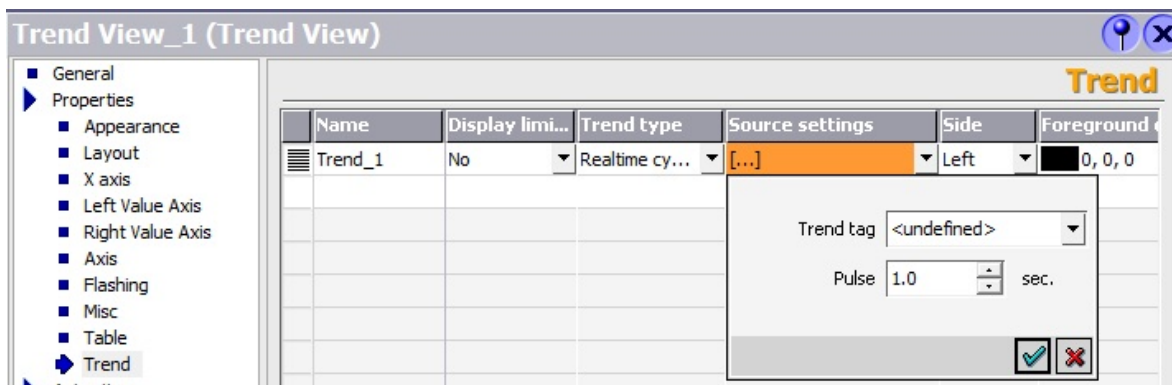 Trend View_1 (Trend View)
General
Properties
Appearance
Layout
X axis
Left Value Axis
Right Value Axis
Axis
Flashing
Misc
Table
Trend
Trend
Name Display limi... Trend type Source settings Side Foreground
Trend_1 No Realtime cy... [...] Left 0, 0, 0
Trend tag <undefined>
Pulse 1.0 sec.